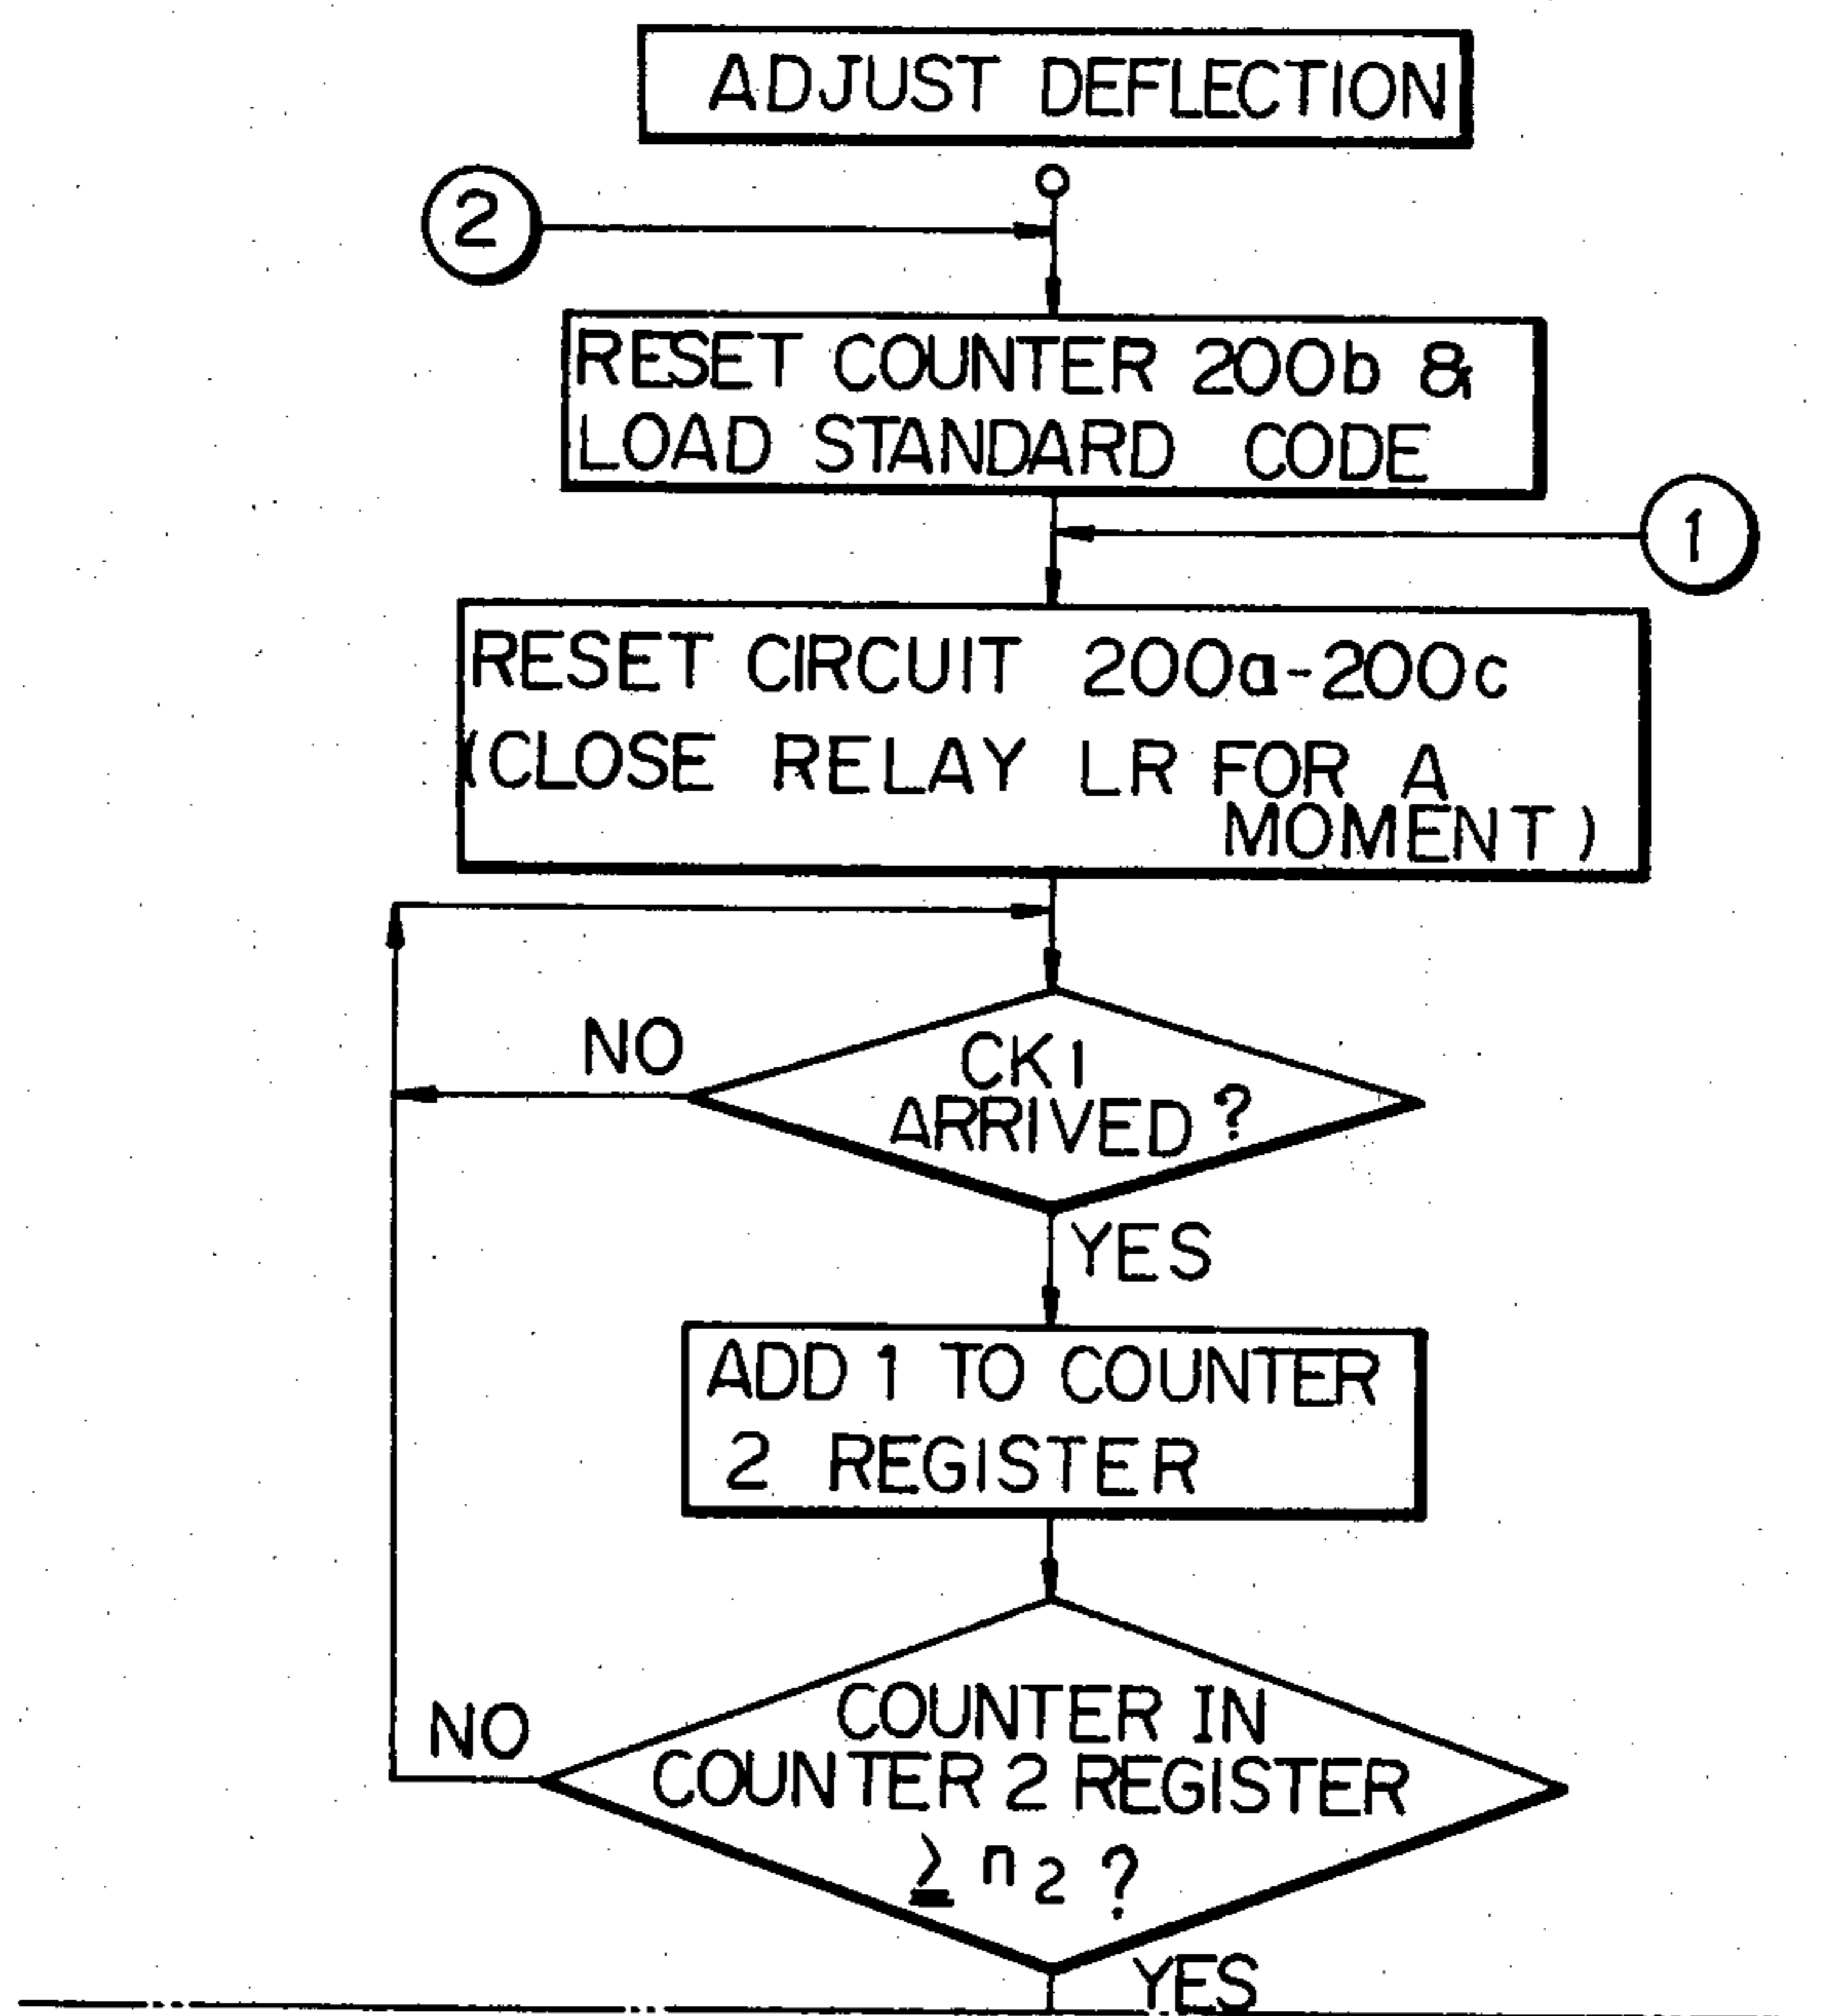 ADJUST DEFLECTION
2
RESET COUNTER 200b &
LOAD STANDARD CODE
1
RESET CIRCUIT 200a-200c
(CLOSE RELAY LR FOR A
MOMENT)
NO
CK1
ARRIVED?
YES
ADD 1 TO COUNTER
2 REGISTER
NO
COUNTER IN
COUNTER 2 REGISTER
≧ n2 ?
YES